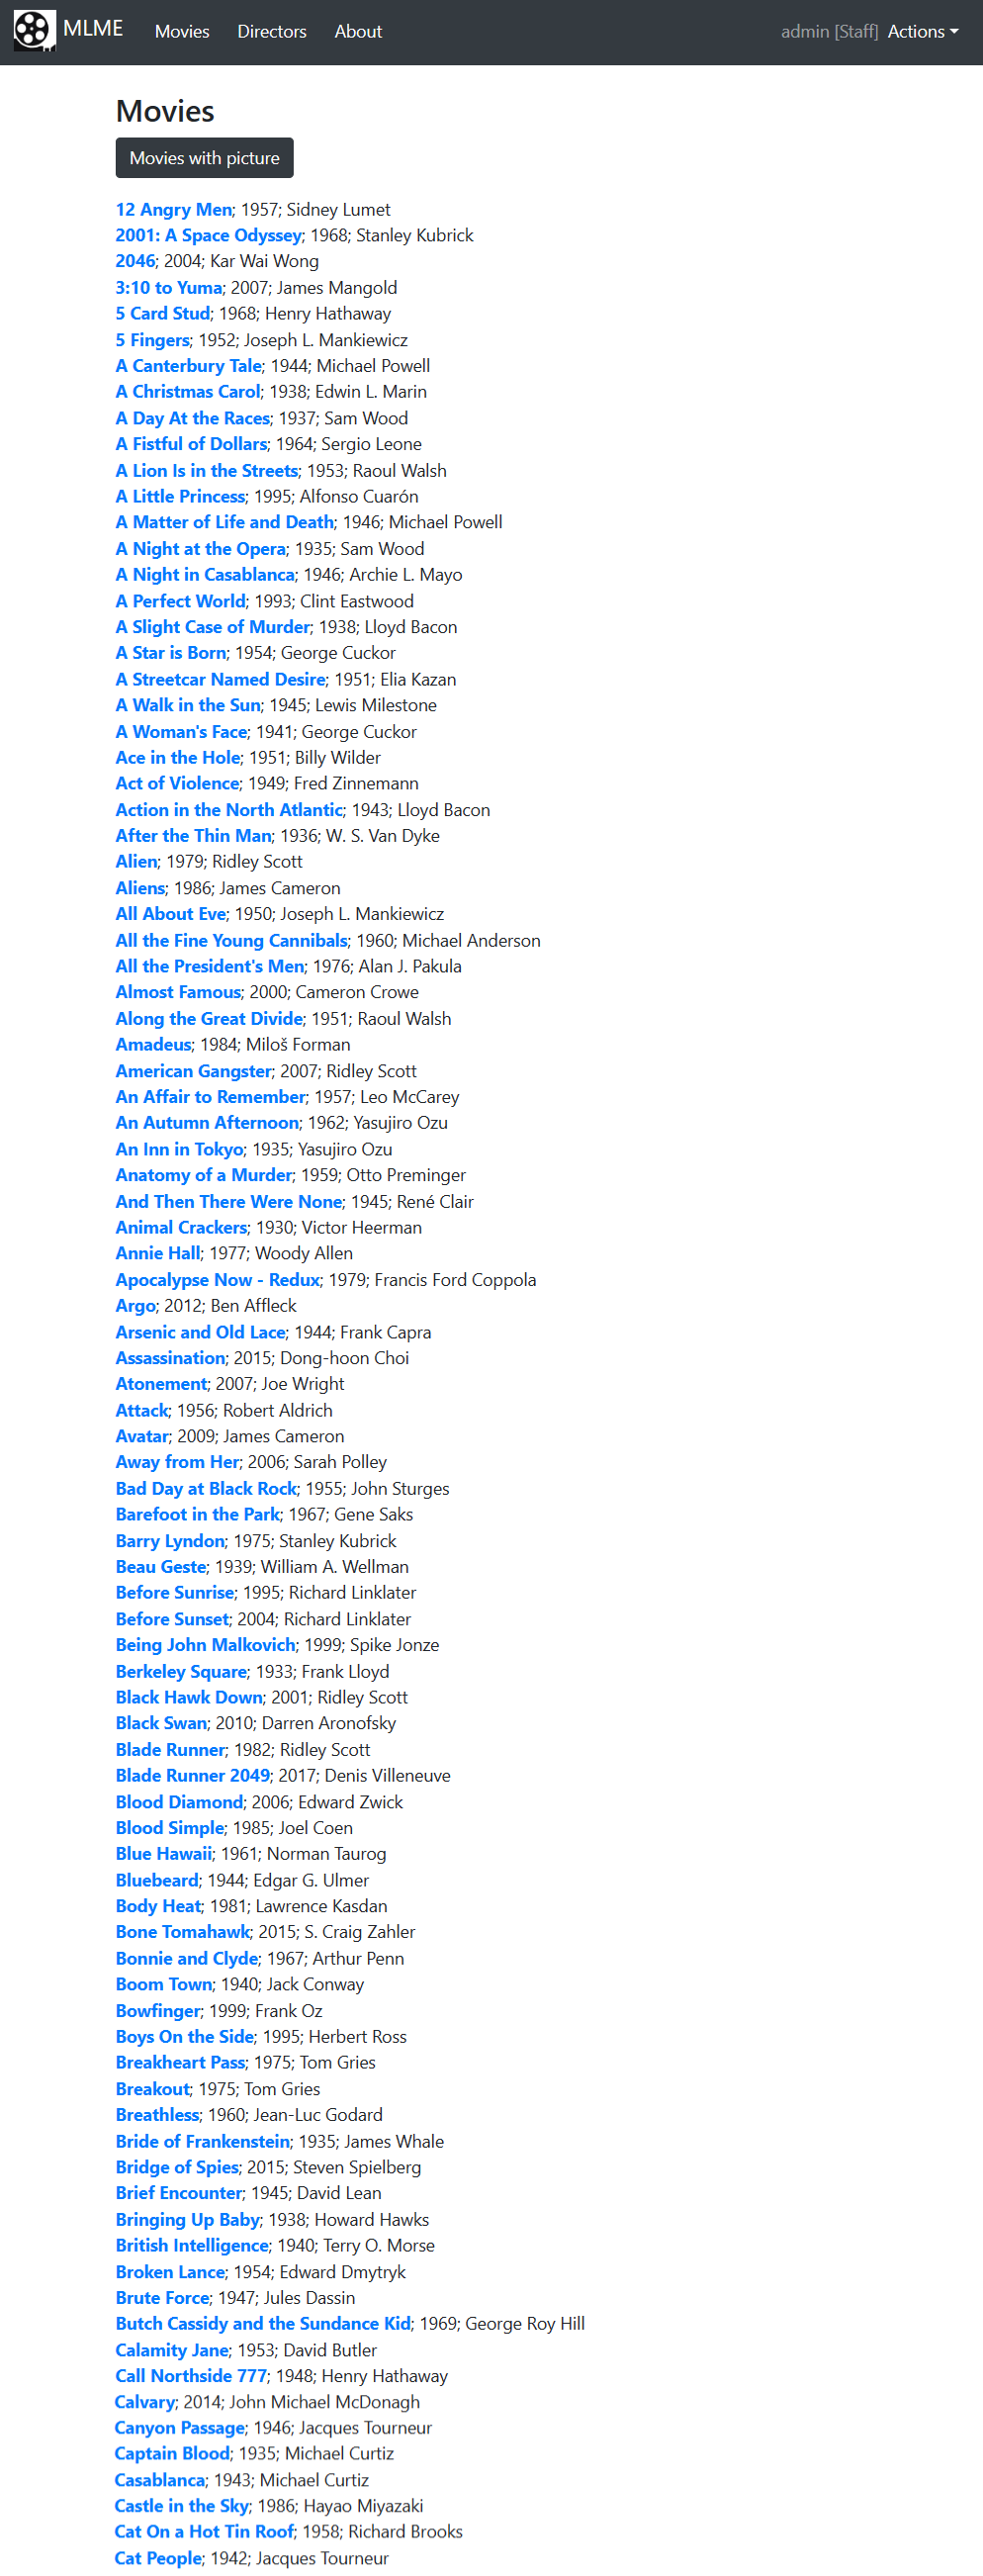 MLME Movies Directors About admin [Staff] Actions
Movies
Movies with picture
12 Angry Men; 1957; Sidney Lumet
2001: A Space Odyssey; 1968; Stanley Kubrick
2046; 2004; Kar Wai Wong
3:10 to Yuma; 2007; James Mangold
5 Card Stud; 1968; Henry Hathaway
5 Fingers; 1952; Joseph L. Mankiewicz
A Canterbury Tale; 1944; Michael Powell
A Christmas Carol; 1938; Edwin L. Marin
A Day At the Races; 1937; Sam Wood
A Fistful of Dollars; 1964; Sergio Leone
A Lion Is in the Streets; 1953; Raoul Walsh
A Little Princess; 1995; Alfonso Cuarón
A Matter of Life and Death; 1946; Michael Powell
A Night at the Opera; 1935; Sam Wood
A Night in Casablanca; 1946; Archie L. Mayo
A Perfect World; 1993; Clint Eastwood
A Slight Case of Murder; 1938; Lloyd Bacon
A Star is Born; 1954; George Cuckor
A Streetcar Named Desire; 1951; Elia Kazan
A Walk in the Sun; 1945; Lewis Milestone
A Woman's Face; 1941; George Cuckor
Ace in the Hole; 1951; Billy Wilder
Act of Violence; 1949; Fred Zinnemann
Action in the North Atlantic; 1943; Lloyd Bacon
After the Thin Man; 1936; W. S. Van Dyke
Alien; 1979; Ridley Scott
Aliens; 1986; James Cameron
All About Eve; 1950; Joseph L. Mankiewicz
All the Fine Young Cannibals; 1960; Michael Anderson
All the President's Men; 1976; Alan J. Pakula
Almost Famous; 2000; Cameron Crowe
Along the Great Divide; 1951; Raoul Walsh
Amadeus; 1984; Miloš Forman
American Gangster; 2007; Ridley Scott
An Affair to Remember; 1957; Leo McCarey
An Autumn Afternoon; 1962; Yasujiro Ozu
An Inn in Tokyo; 1935; Yasujiro Ozu
Anatomy of a Murder; 1959; Otto Preminger
And Then There Were None; 1945; René Clair
Animal Crackers; 1930; Victor Heerman
Annie Hall; 1977; Woody Allen
Apocalypse Now - Redux; 1979; Francis Ford Coppola
Argo; 2012; Ben Affleck
Arsenic and Old Lace; 1944; Frank Capra
Assassination; 2015; Dong-hoon Choi
Atonement; 2007; Joe Wright
Attack; 1956; Robert Aldrich
Avatar; 2009; James Cameron
Away from Her; 2006; Sarah Polley
Bad Day at Black Rock; 1955; John Sturges
Barefoot in the Park; 1967; Gene Saks
Barry Lyndon; 1975; Stanley Kubrick
Beau Geste; 1939; William A. Wellman
Before Sunrise; 1995; Richard Linklater
Before Sunset; 2004; Richard Linklater
Being John Malkovich; 1999; Spike Jonze
Berkeley Square; 1933; Frank Lloyd
Black Hawk Down; 2001; Ridley Scott
Black Swan; 2010; Darren Aronofsky
Blade Runner; 1982; Ridley Scott
Blade Runner 2049; 2017; Denis Villeneuve
Blood Diamond; 2006; Edward Zwick
Blood Simple; 1985; Joel Coen
Blue Hawaii; 1961; Norman Taurog
Bluebeard; 1944; Edgar G. Ulmer
Body Heat; 1981; Lawrence Kasdan
Bone Tomahawk; 2015; S. Craig Zahler
Bonnie and Clyde; 1967; Arthur Penn
Boom Town; 1940; Jack Conway
Bowfinger; 1999; Frank Oz
Boys On the Side; 1995; Herbert Ross
Breakheart Pass; 1975; Tom Gries
Breakout; 1975; Tom Gries
Breathless; 1960; Jean-Luc Godard
Bride of Frankenstein; 1935; James Whale
Bridge of Spies; 2015; Steven Spielberg
Brief Encounter; 1945; David Lean
Bringing Up Baby; 1938; Howard Hawks
British Intelligence; 1940; Terry O. Morse
Broken Lance; 1954; Edward Dmytryk
Brute Force; 1947; Jules Dassin
Butch Cassidy and the Sundance Kid; 1969; George Roy Hill
Calamity Jane; 1953; David Butler
Call Northside 777; 1948; Henry Hathaway
Calvary; 2014; John Michael McDonagh
Canyon Passage; 1946; Jacques Tourneur
Captain Blood; 1935; Michael Curtiz
Casablanca; 1943; Michael Curtiz
Castle in the Sky; 1986; Hayao Miyazaki
Cat On a Hot Tin Roof; 1958; Richard Brooks
Cat People; 1942; Jacques Tourneur